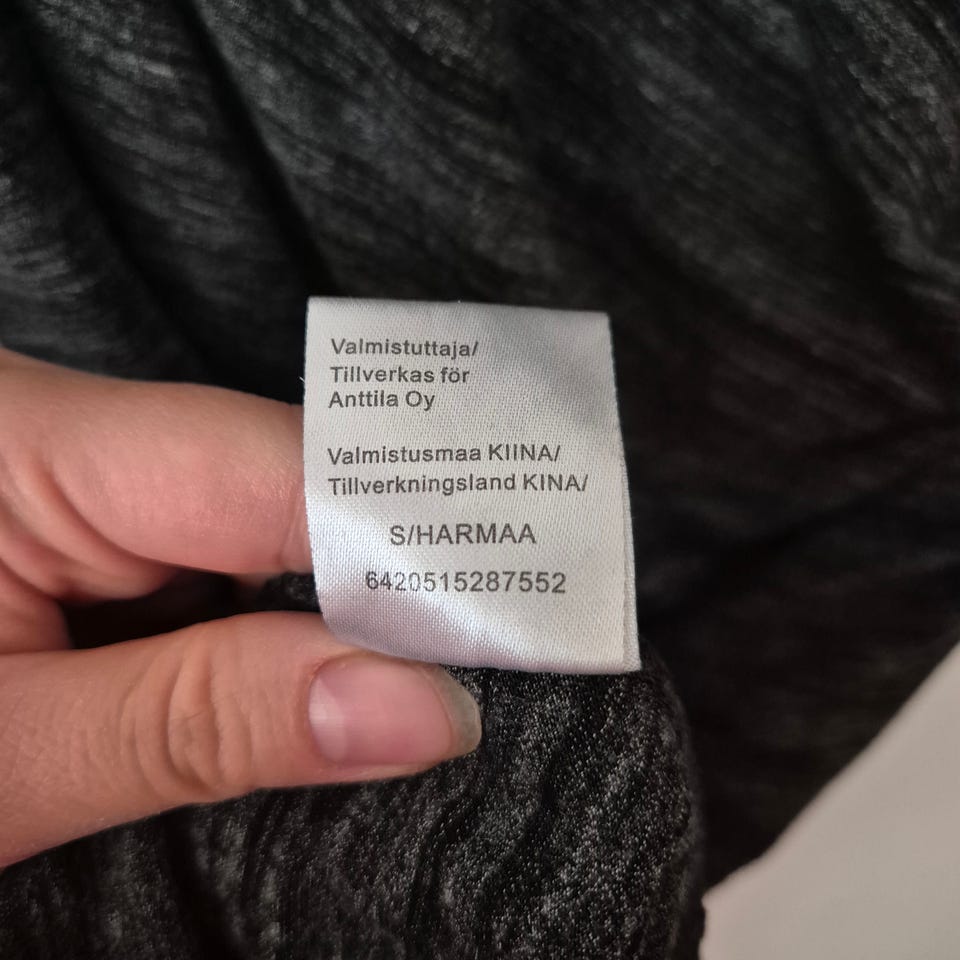 Valmistuttaja/
Tillverkas för
Anttila Oy
Valmistusmaa KIINA/
Tillverkningsland KINA/
S/HARMAA
6420515287552